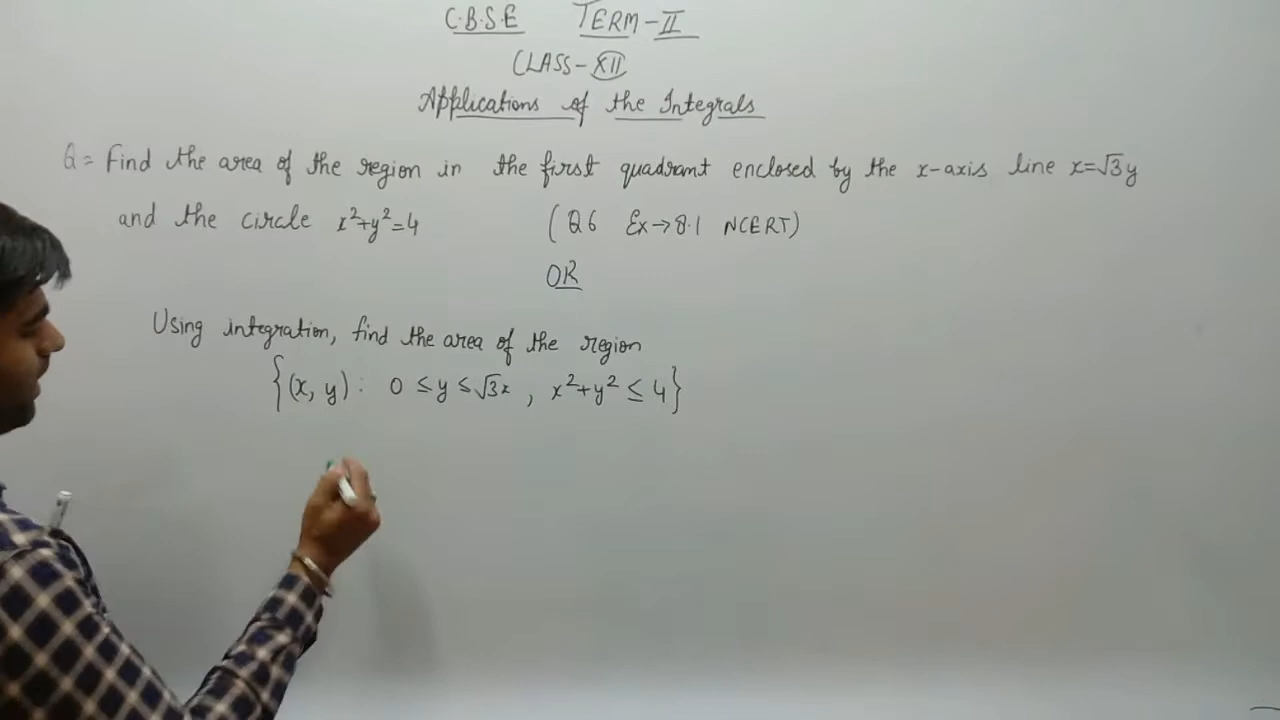 C.B.S.E TERM-II
CLASS-XII
Applications of the Integrals
Q= Find the area of the region in the first quadrant enclosed by the x-axis line x=√3y
and the circle x²+y²=4 (Q6 Ex→8.1 NCERT)
OR
Using integration, find the area of the region
{(x, y): 0 ≤ y ≤ √3x , x²+y² ≤ 4}